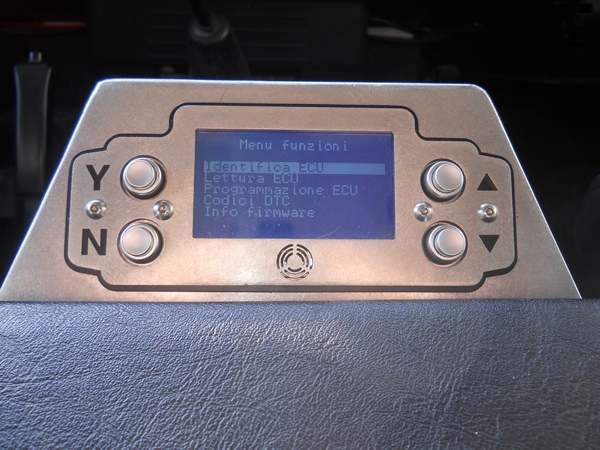 Menu funzioni
Identifica ECU
Lettura ECU
Programmazione ECU
Codici DTC
Info firmware
Y
N